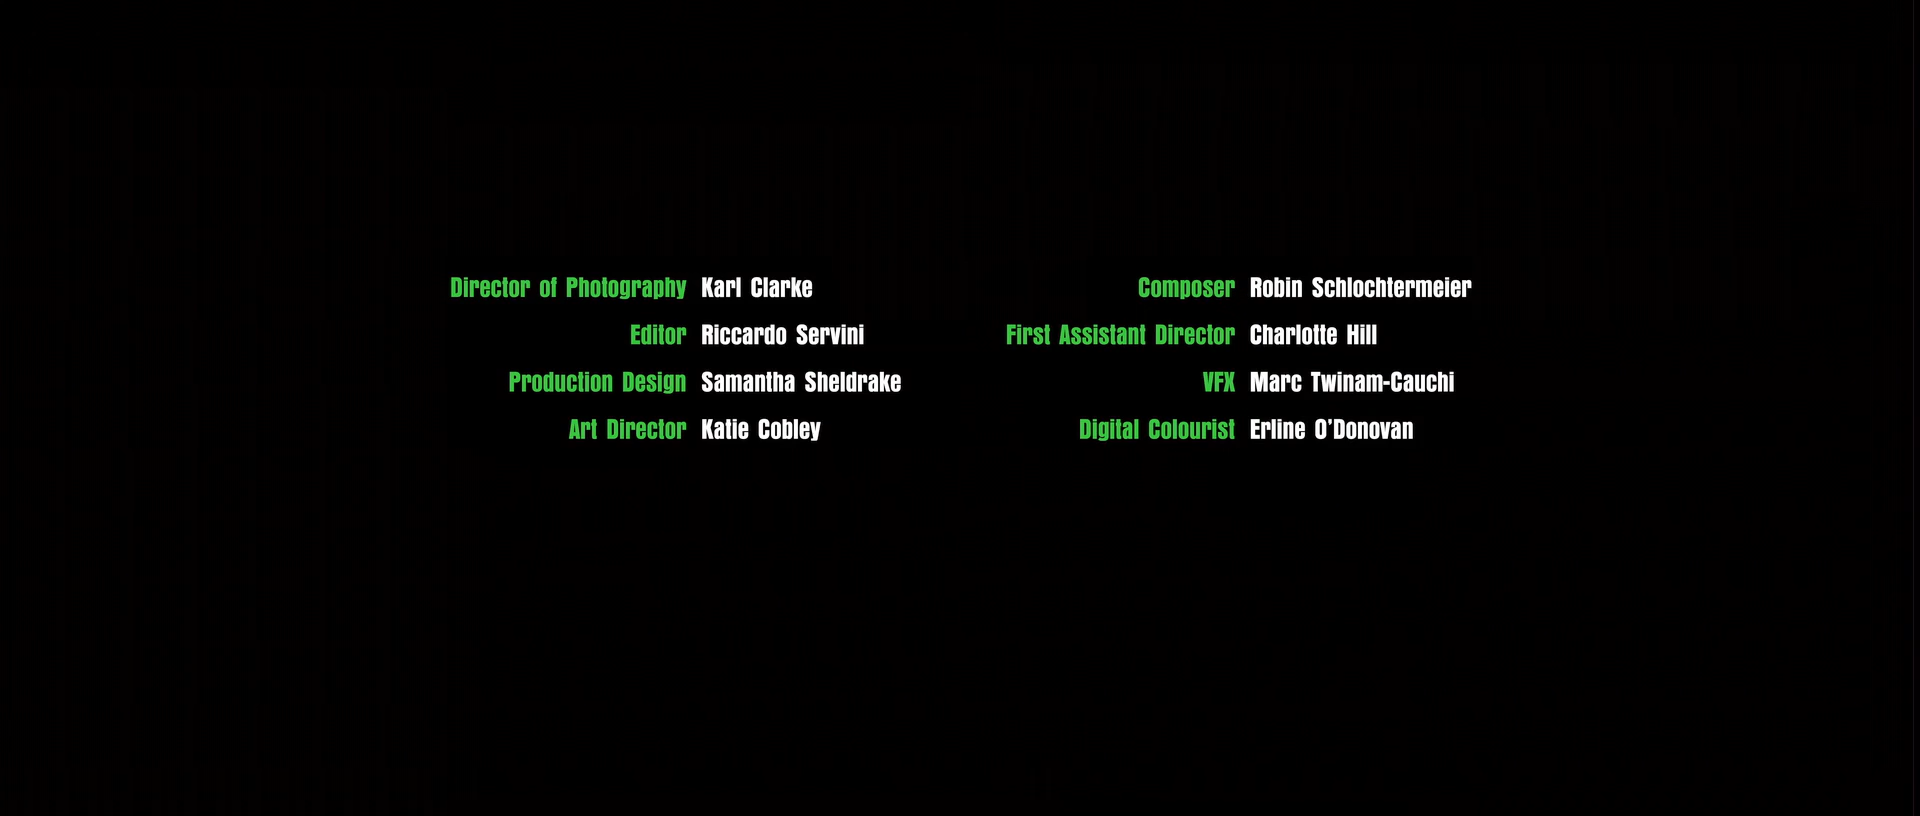 Director of Photography Karl Clarke
Editor Riccardo Servini
Production Design Samantha Sheldrake
Art Director Katie Cobley
Composer Robin Schlochtermeier
First Assistant Director Charlotte Hill
VFX Marc Twinam-Cauchi
Digital Colourist Erline O'Donovan